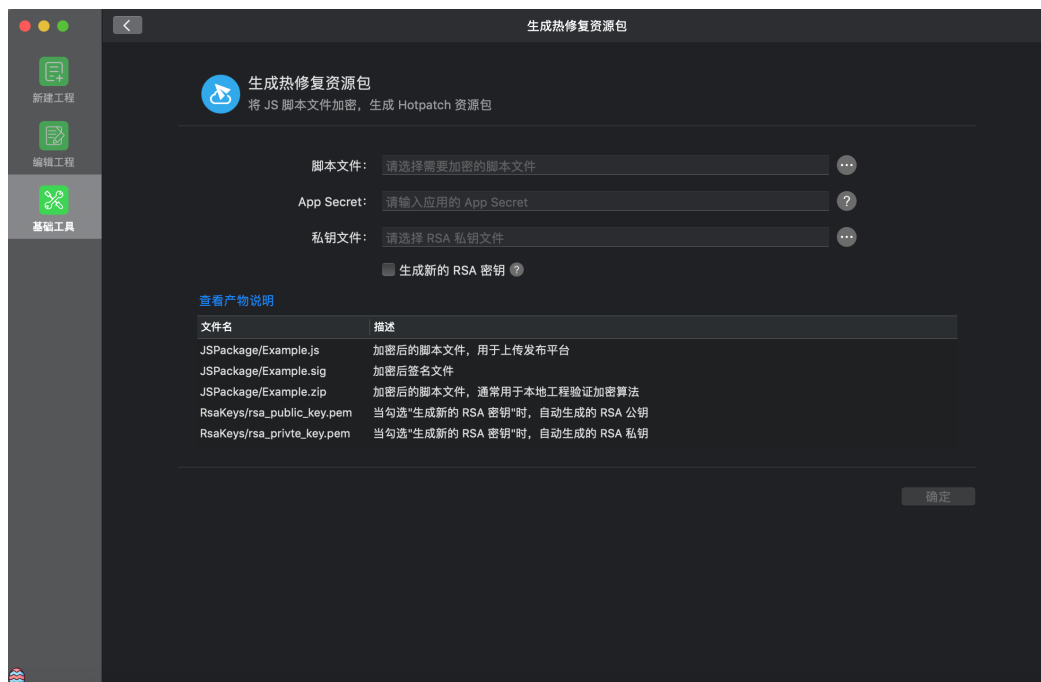 生成热修复资源包
新建工程
编辑工程
基础工具
生成热修复资源包
将 JS 脚本文件加密，生成 Hotpatch 资源包
脚本文件： 请选择需要加密的脚本文件
App Secret： 请输入应用的 App Secret ?
私钥文件： 请选择 RSA 私钥文件
生成新的 RSA 密钥 ?
查看产物说明
文件名 描述
JSPackage/Example.js 加密后的脚本文件，用于上传发布平台
JSPackage/Example.sig 加密后签名文件
JSPackage/Example.zip 加密后的脚本文件，通常用于本地工程验证加密算法
RsaKeys/rsa_public_key.pem 当勾选"生成新的 RSA 密钥"时，自动生成的 RSA 公钥
RsaKeys/rsa_privte_key.pem 当勾选"生成新的 RSA 密钥"时，自动生成的 RSA 私钥
确定